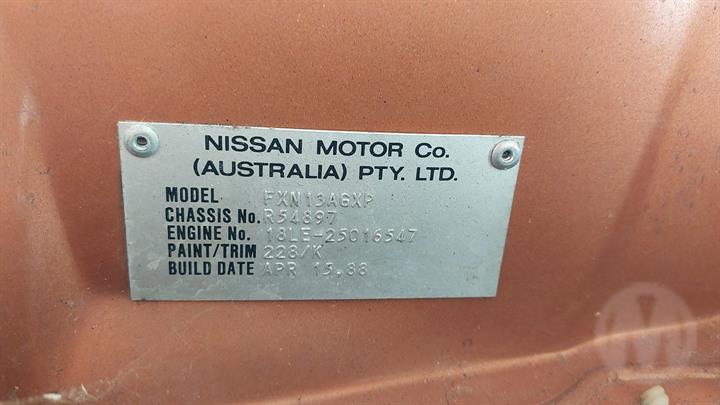 NISSAN MOTOR Co.
(AUSTRALIA) PTY. LTD.
MODEL FXN13AGXP
CHASSIS No. R54897
ENGINE No. 18LE-25016547
PAINT/TRIM 228/K
BUILD DATE APR 15.88
M